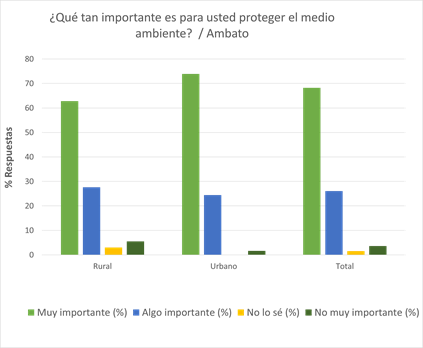 ¿Qué tan importante es para usted proteger el medio
ambiente? / Ambato
% Respuestas
80
70
60
50
40
30
20
10
0
Rural
Urbano
Total
Muy importante (%)
Algo importante (%)
No lo sé (%)
No muy importante (%)